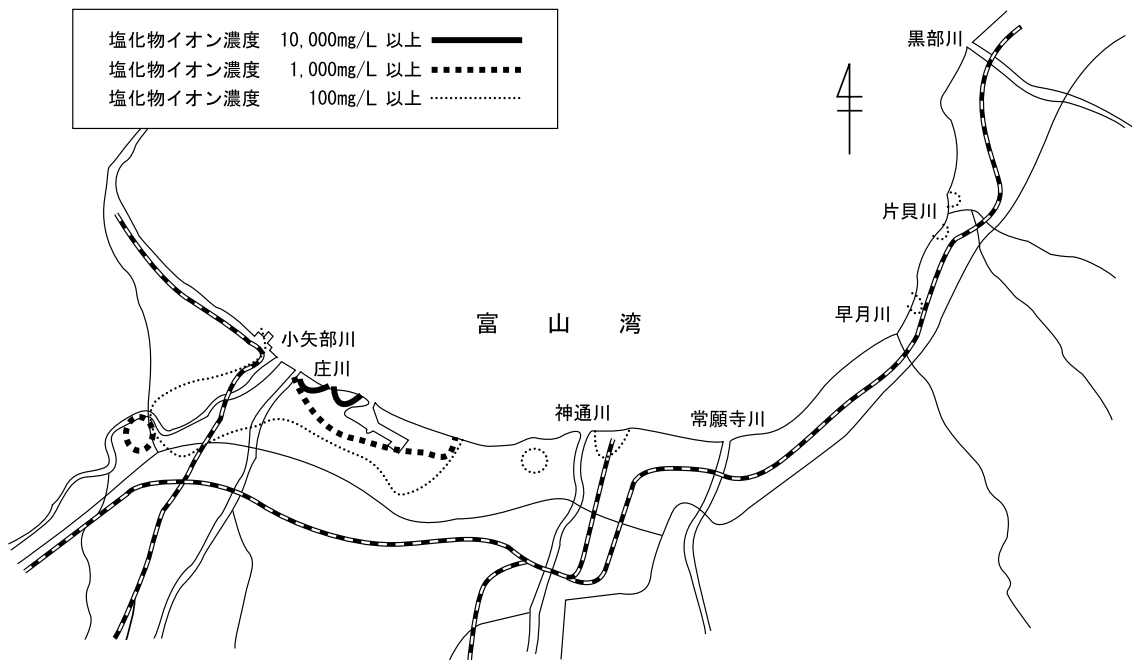 塩化物イオン濃度 10,000mg/L 以上
塩化物イオン濃度 1,000mg/L 以上
塩化物イオン濃度 100mg/L 以上
黒部川
片貝川
早月川
富山湾
小矢部川
庄川
神通川
常願寺川